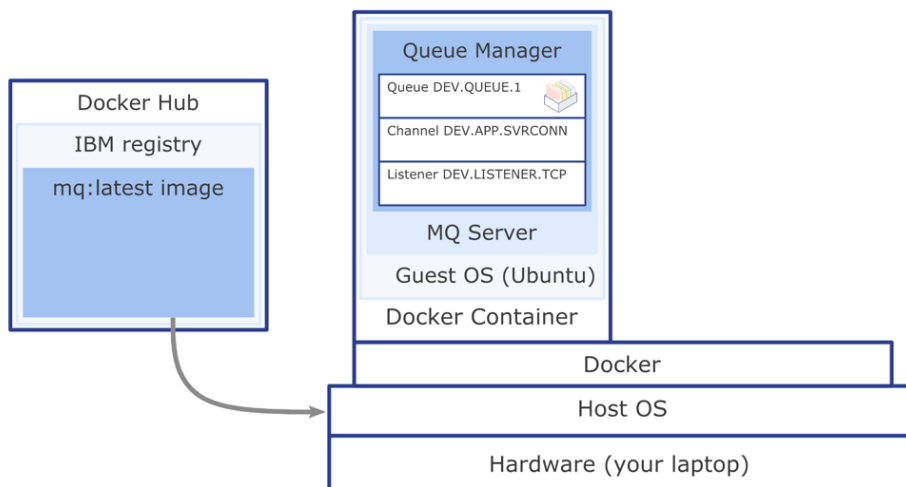 Docker Hub
IBM registry
mq:latest image
Queue Manager
Queue DEV.QUEUE.1
Channel DEV.APP.SVRCONN
Listener DEV.LISTENER.TCP
MQ Server
Guest OS (Ubuntu)
Docker Container
Docker
Host OS
Hardware (your laptop)